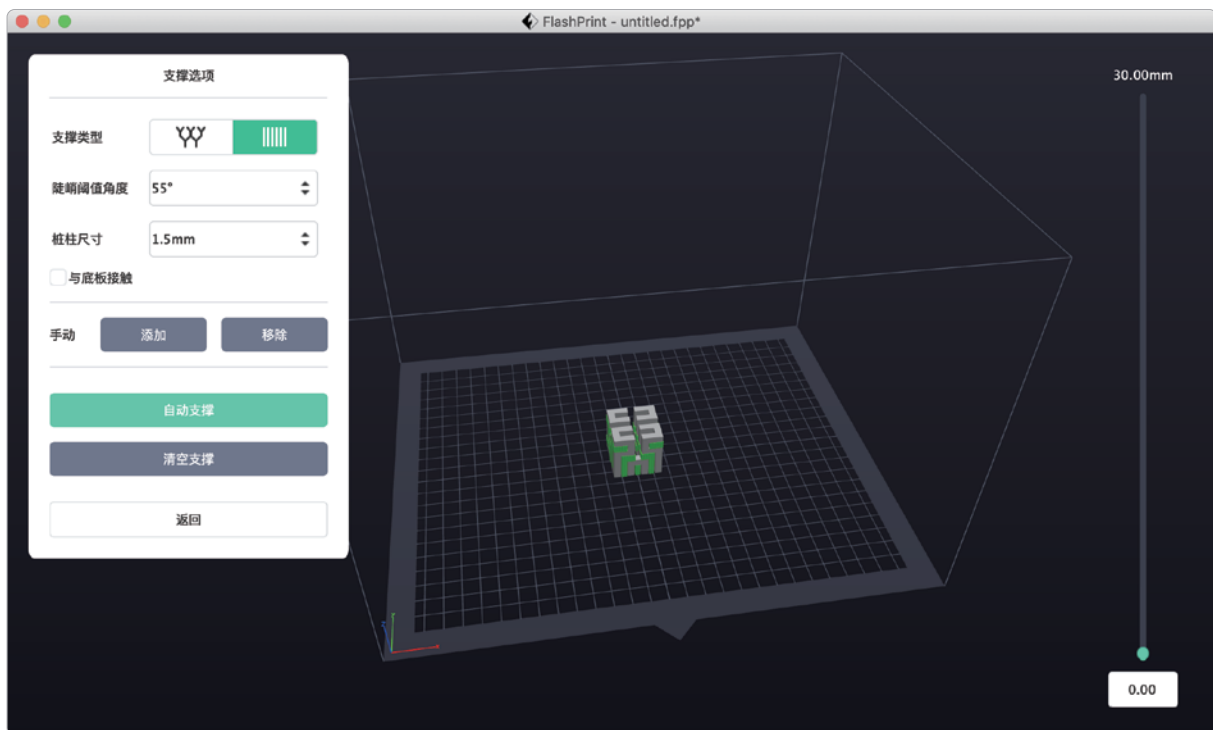 FlashPrint - untitled.fpp*
支撑选项
30.00mm
支撑类型
陡峭阈值角度 55°
桩柱尺寸 1.5mm
与底板接触
手动 添加 移除
自动支撑
清空支撑
返回
0.00